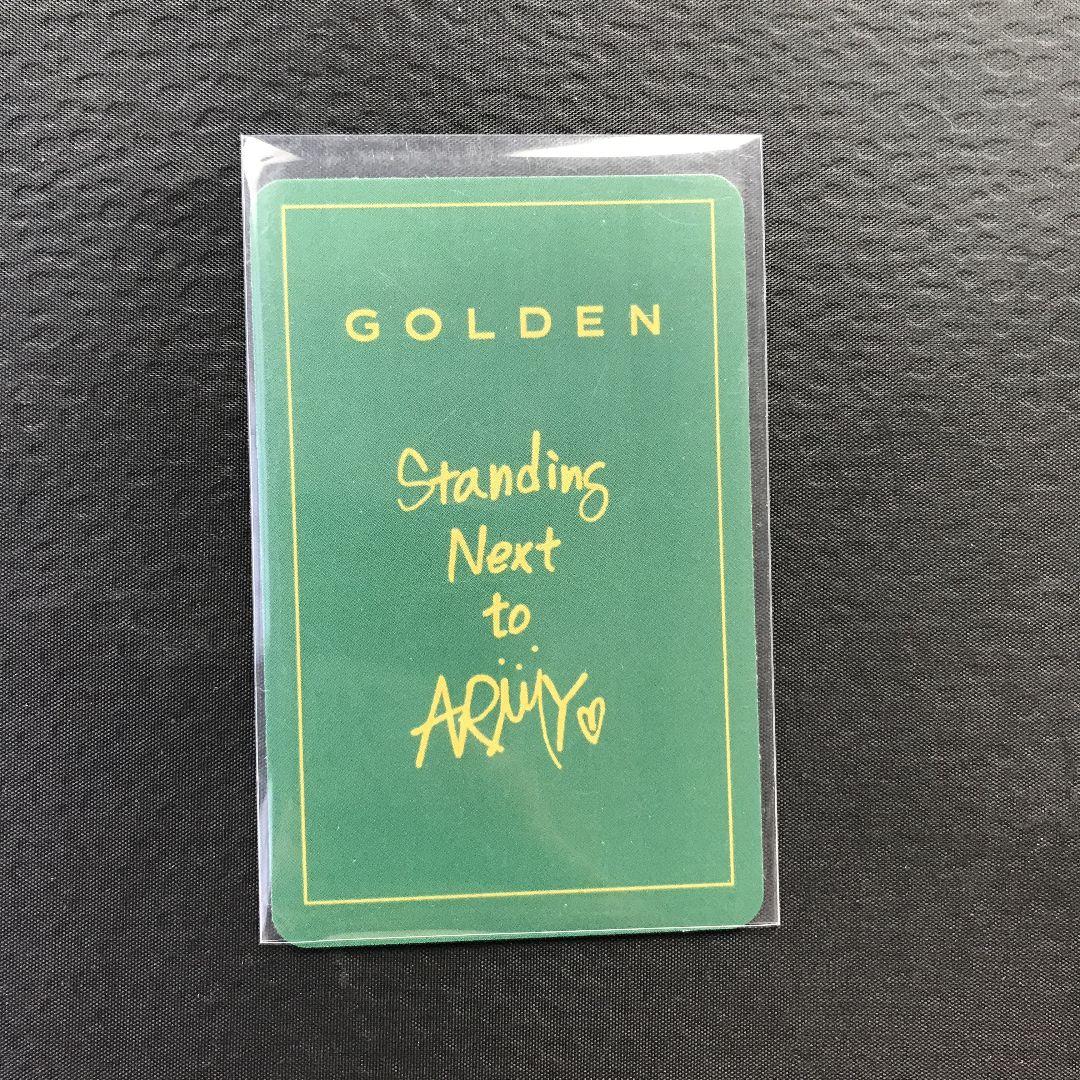 GOLDEN
Standing
Next
to
ARMY♡